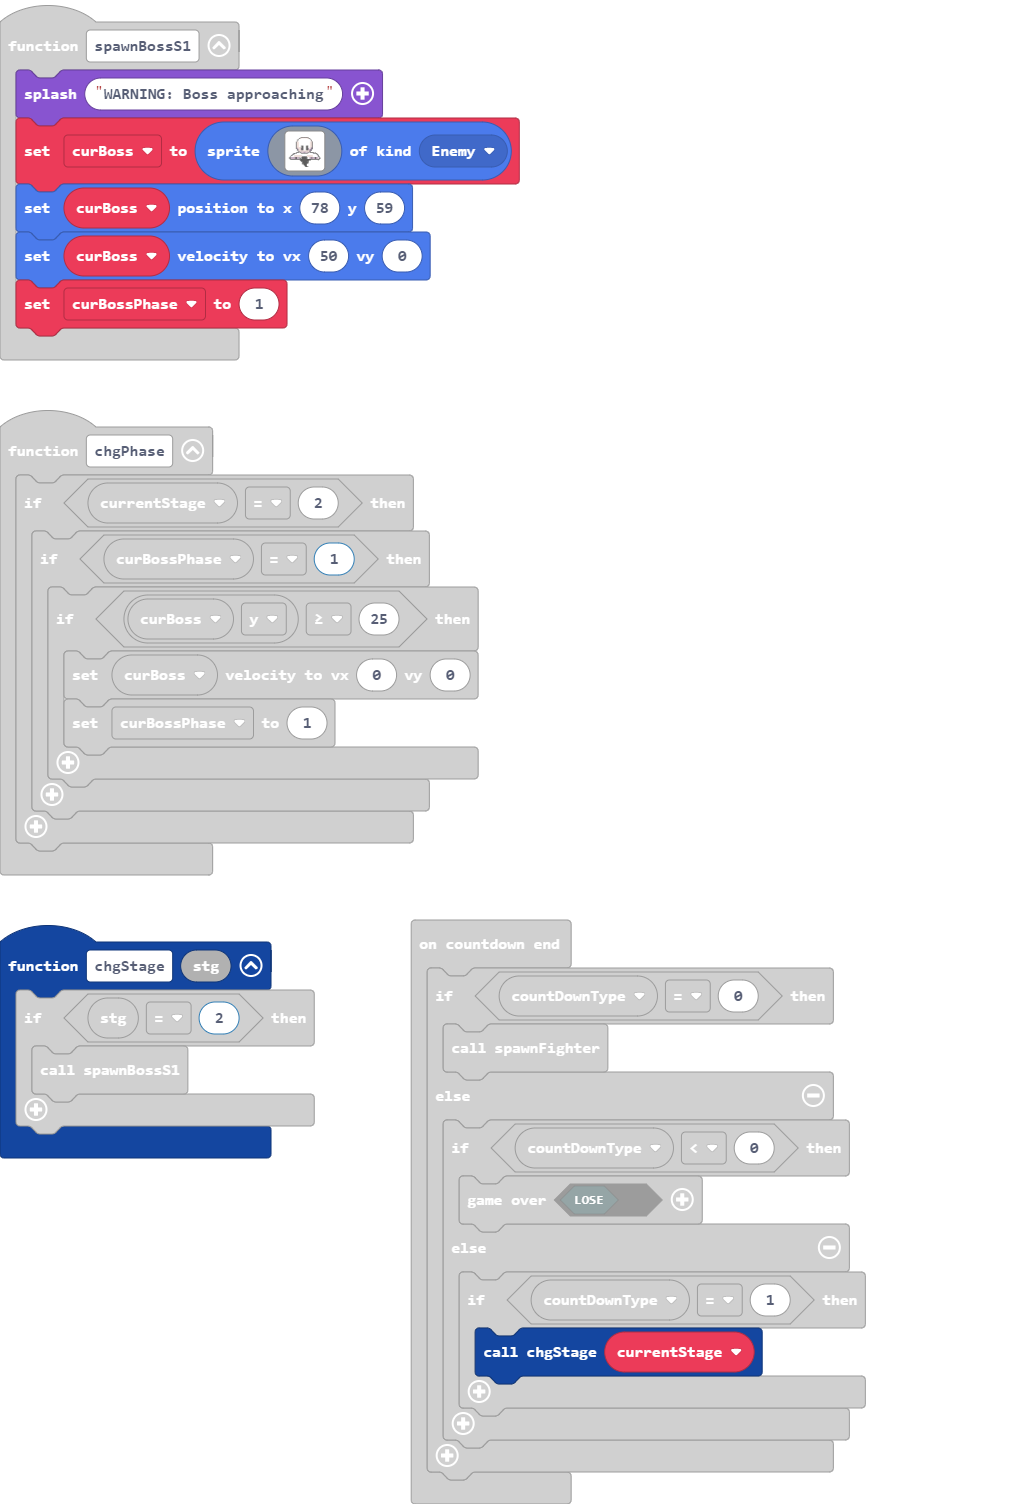 function spawnBossS1
splash "WARNING: Boss approaching"
set curBoss to sprite of kind Enemy
set curBoss position to x 78 y 59
set curBoss velocity to vx 50 vy 0
set curBossPhase to 1
function chgPhase
if currentStage = 2 then
if curBossPhase = 1 then
if curBoss y ≥ 25 then
set curBoss velocity to vx 0 vy 0
set curBossPhase to 1
function chgStage stg
if stg = 2 then
call spawnBossS1
on countdown end
if countDownType = 0 then
call spawnFighter
else
if countDownType < 0 then
game over LOSE
else
if countDownType = 1 then
call chgStage currentStage